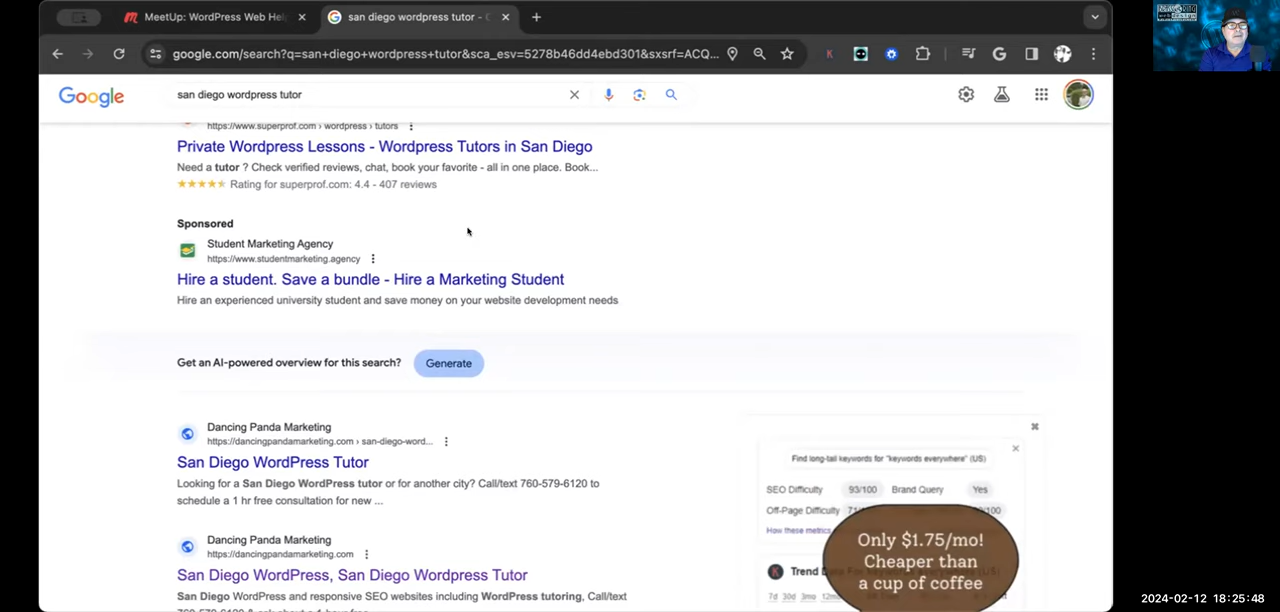 MeetUp: WordPress Web Hel
san diego wordpress tutor - G
google.com/search?q=san+diego+wordpress+tutor&sca_esv=5278b46dd4ebd301&sxsrf=ACQ...
Google
san diego wordpress tutor
https://www.superprof.com › wordpress › tutors
Private Wordpress Lessons - Wordpress Tutors in San Diego
Need a tutor ? Check verified reviews, chat, book your favorite - all in one place. Book...
Rating for superprof.com: 4.4 - 407 reviews
Sponsored
Student Marketing Agency
https://www.studentmarketing.agency
Hire a student. Save a bundle - Hire a Marketing Student
Hire an experienced university student and save money on your website development needs
Get an AI-powered overview for this search?
Generate
Dancing Panda Marketing
https://dancingpandamarketing.com › san-diego-word...
San Diego WordPress Tutor
Looking for a San Diego WordPress tutor or for another city? Call/text 760-579-6120 to
schedule a 1 hr free consultation for new ...
Dancing Panda Marketing
https://dancingpandamarketing.com
San Diego WordPress, San Diego Wordpress Tutor
San Diego WordPress and responsive SEO websites including WordPress tutoring, Call/text
Find long-tail keywords for "keywords everywhere" (US)
SEO Difficulty 93/100 Brand Query Yes
Off-Page Difficulty
How these metrics
Only $1.75/mo!
Cheaper than
a cup of coffee
Trend
7d 30d 3mo 12mo
2024-02-12 18:25:48